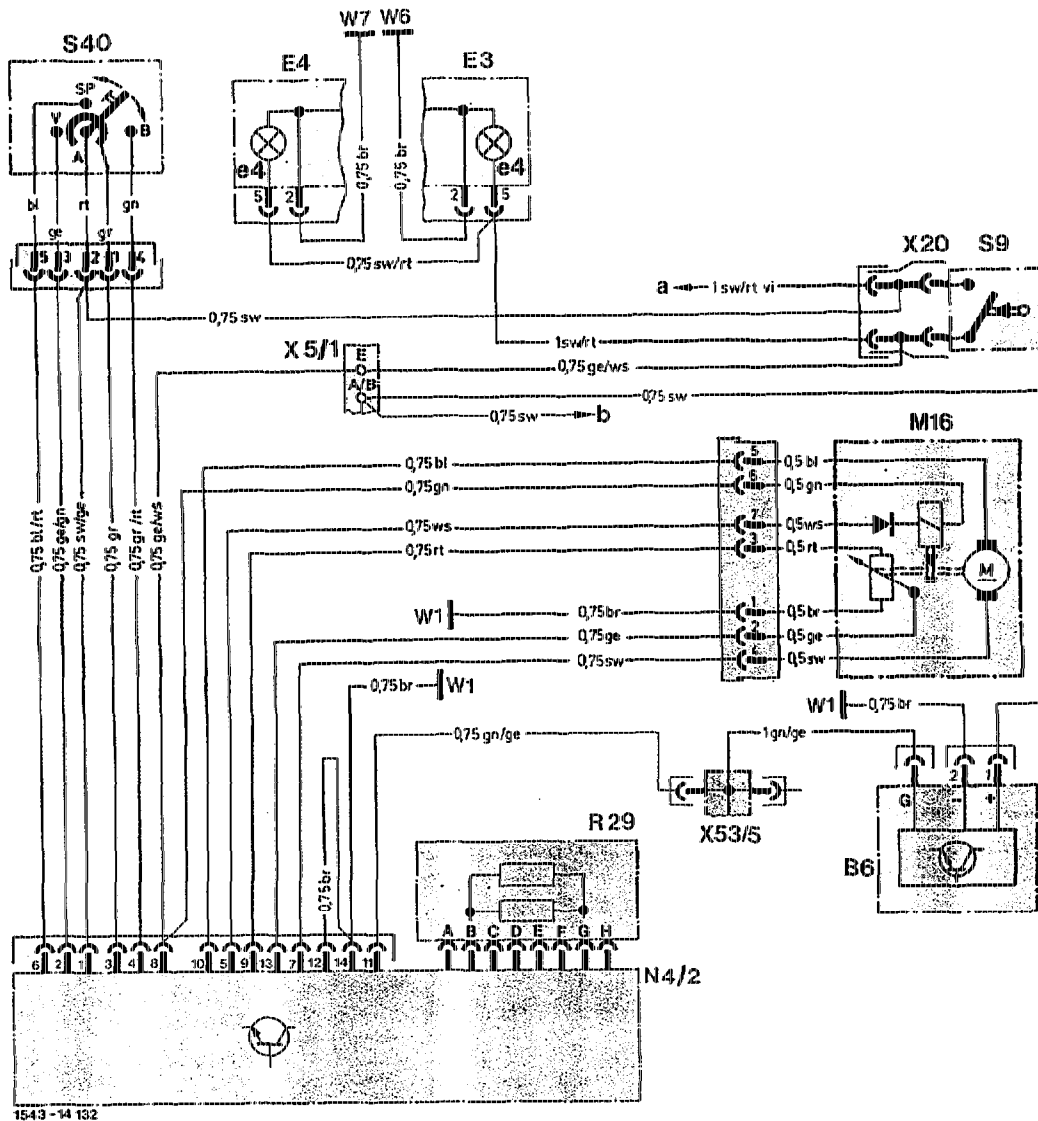 W7 W6
S40
E4
E3
SP
V
B
A
e4
e4
5 2
2 5
0,75 br
0,75 br
bl
rt
gn
ge
gr
5 3 2 1 4
0,75 sw/rt
X20
S9
a
1 sw/rt vi
0,75 sw
1sw/rt
X 5/1
E
A/B
0,75 ge/ws
0,75 sw
0,75 sw
b
M16
0,75 bl
5
0,5 bl
0,75 gn
6
0,5 gn
0,75 ws
7
0,5 ws
0,75 rt
3
0,5 rt
M
0,75 bl/rt
0,75 ge/gn
0,75 sw/ge
0,75 gr
0,75 gr/rt
0,75 ge/ws
W1
0,75 br
1
0,5 br
0,75 ge
2
0,5 ge
0,75 sw
0,5 sw
0,75 br
W1
W1
0,75 br
0,75 gn/ge
1 gn/ge
2 1
G - +
X53/5
B6
R 29
0,75 br
A B C D E F G H
6 2 1 3 4 8 10 5 9 13 7 12 14 11
N4/2
1543 -14 132